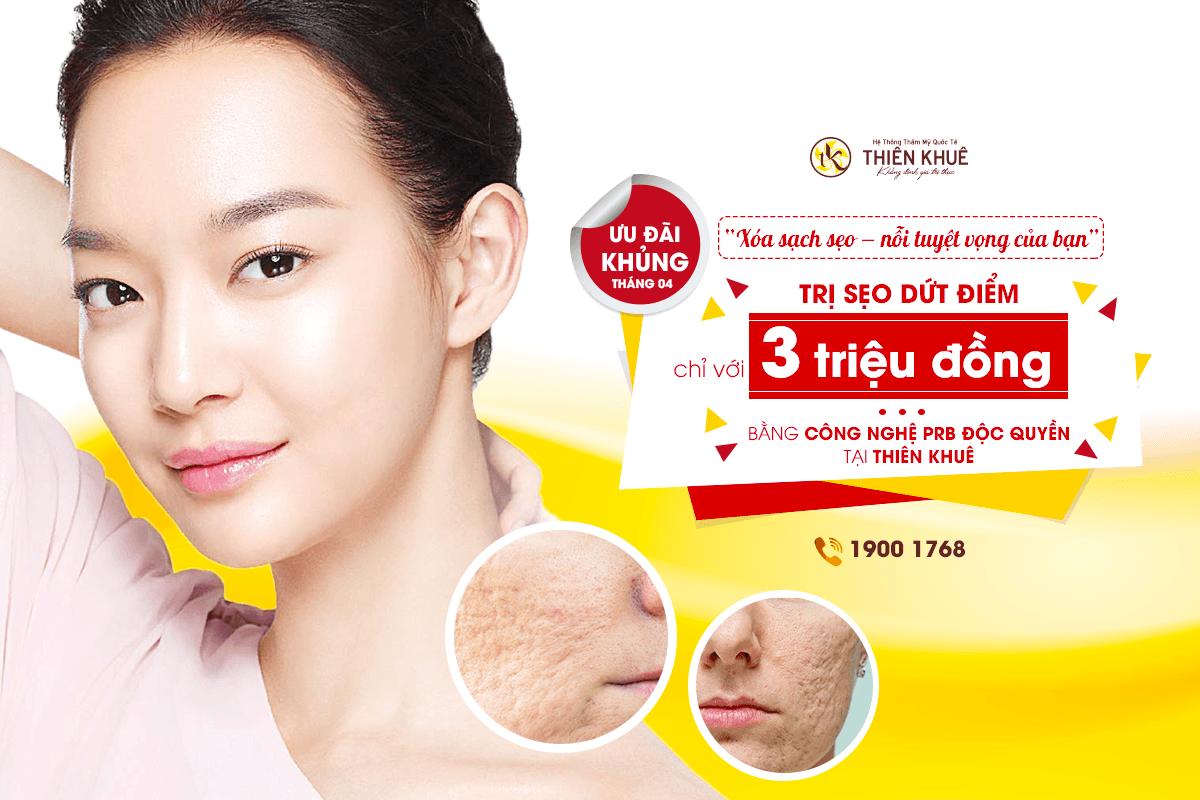 Hệ Thống Thẩm Mỹ Quốc Tế
THIÊN KHUÊ
Khẳng định giá trị thực
ƯU ĐÃI
KHỦNG
THÁNG 04
"Xóa sạch sẹo – nỗi tuyệt vọng của bạn"
TRỊ SẸO DỨT ĐIỂM
chỉ với 3 triệu đồng
BẰNG CÔNG NGHỆ PRB ĐỘC QUYỀN
TẠI THIÊN KHUÊ
1900 1768